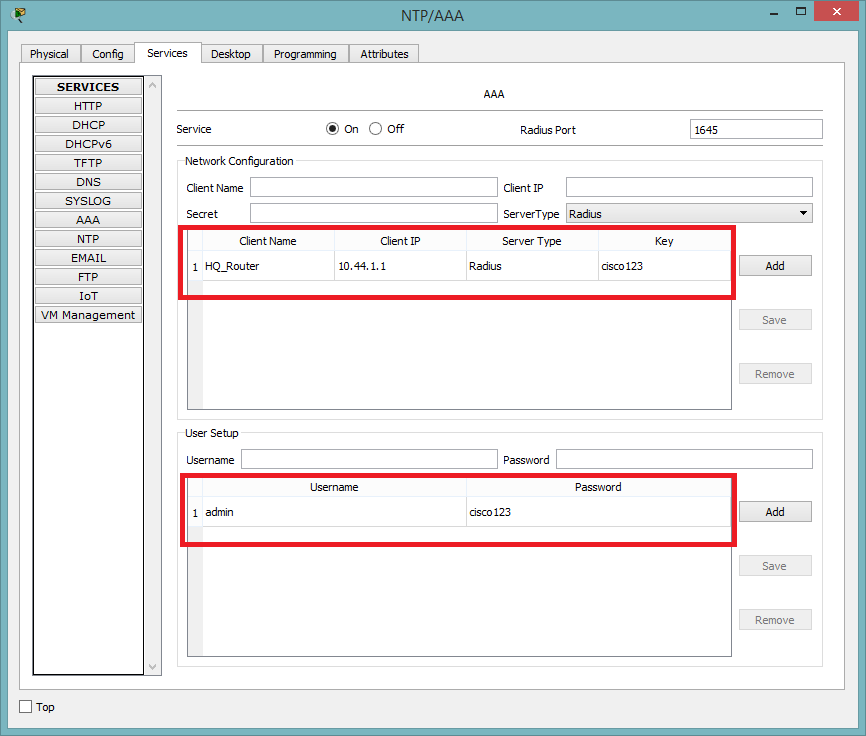 NTP/AAA
Physical Config Services Desktop Programming Attributes
SERVICES
HTTP
DHCP
DHCPv6
TFTP
DNS
SYSLOG
AAA
NTP
EMAIL
FTP
IoT
VM Management
AAA
Service On Off Radius Port 1645
Network Configuration
Client Name Client IP
Secret ServerType Radius
Client Name Client IP Server Type Key
1 HQ_Router 10.44.1.1 Radius cisco123
Add
Save
Remove
User Setup
Username Password
Username Password
1 admin cisco123
Add
Save
Remove
Top